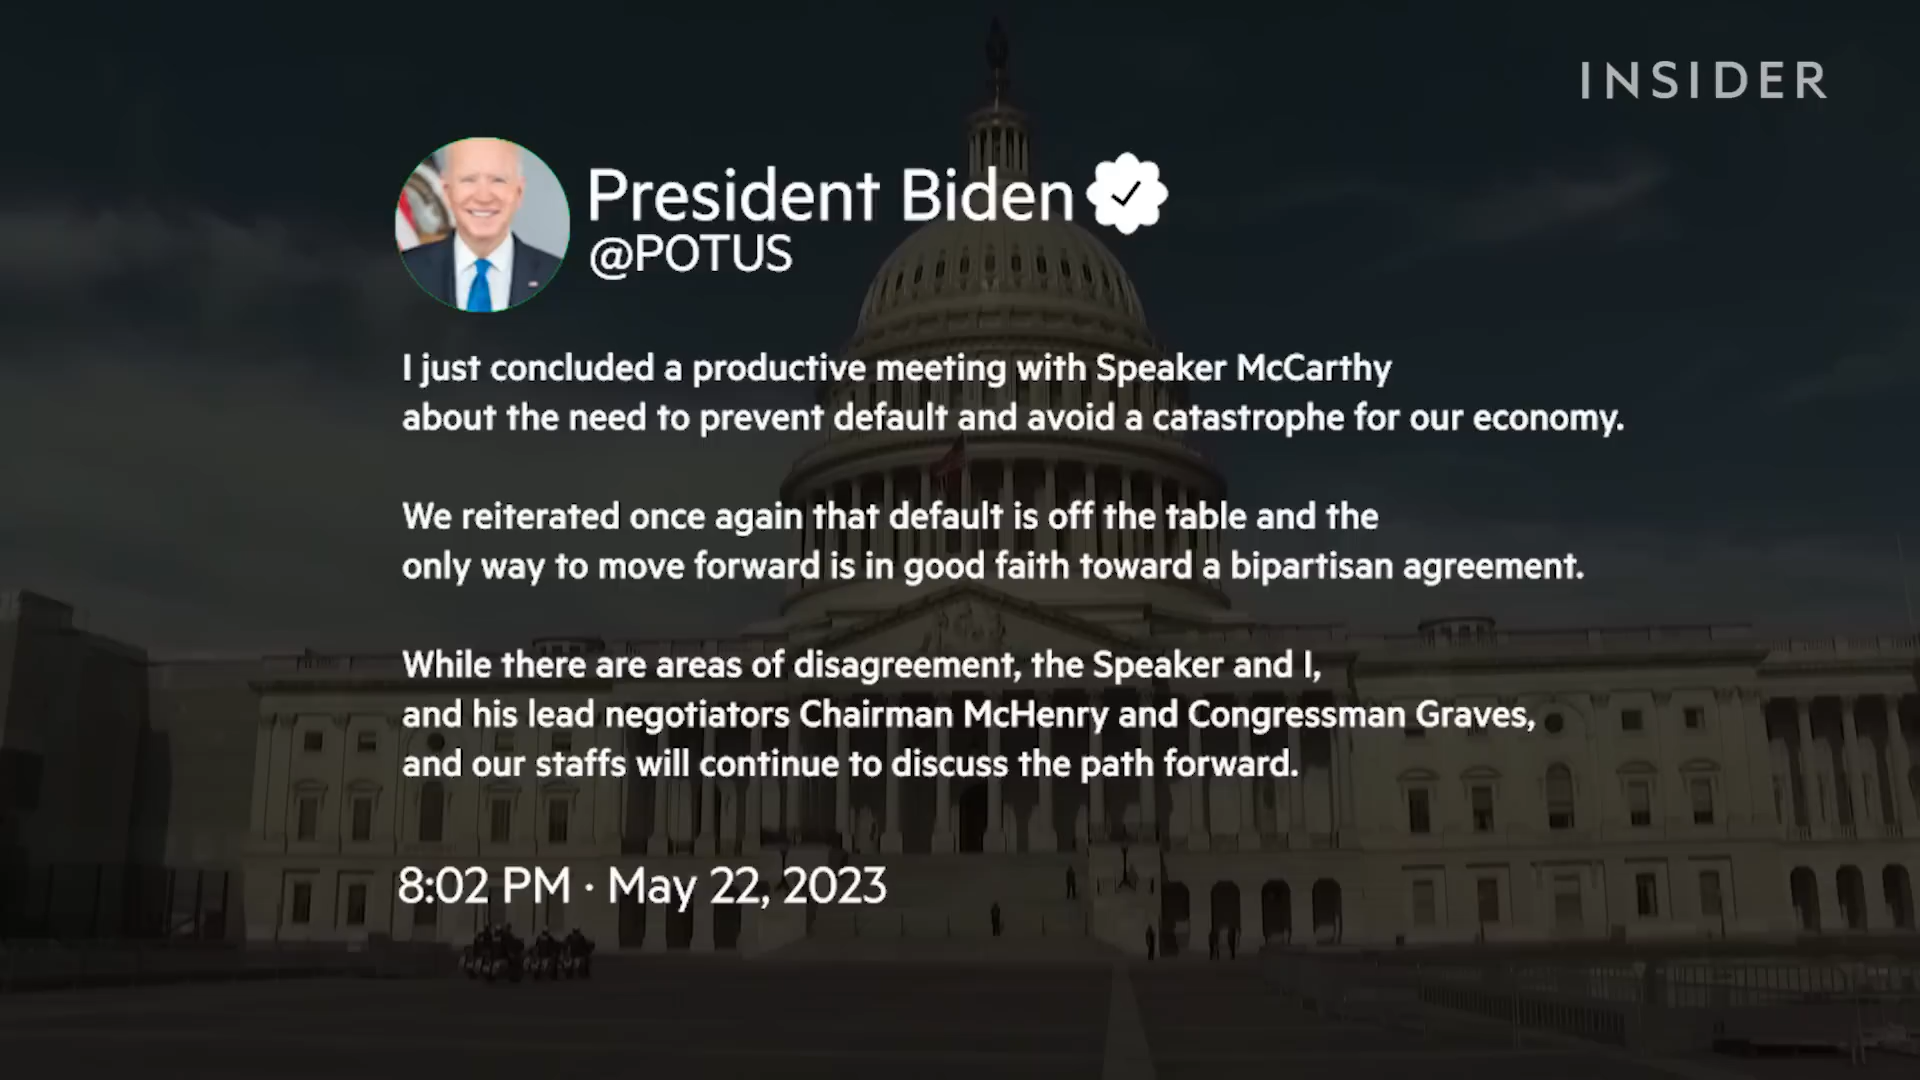 INSIDER
President Biden
@POTUS
I just concluded a productive meeting with Speaker McCarthy
about the need to prevent default and avoid a catastrophe for our economy.
We reiterated once again that default is off the table and the
only way to move forward is in good faith toward a bipartisan agreement.
While there are areas of disagreement, the Speaker and I,
and his lead negotiators Chairman McHenry and Congressman Graves,
and our staffs will continue to discuss the path forward.
8:02 PM · May 22, 2023